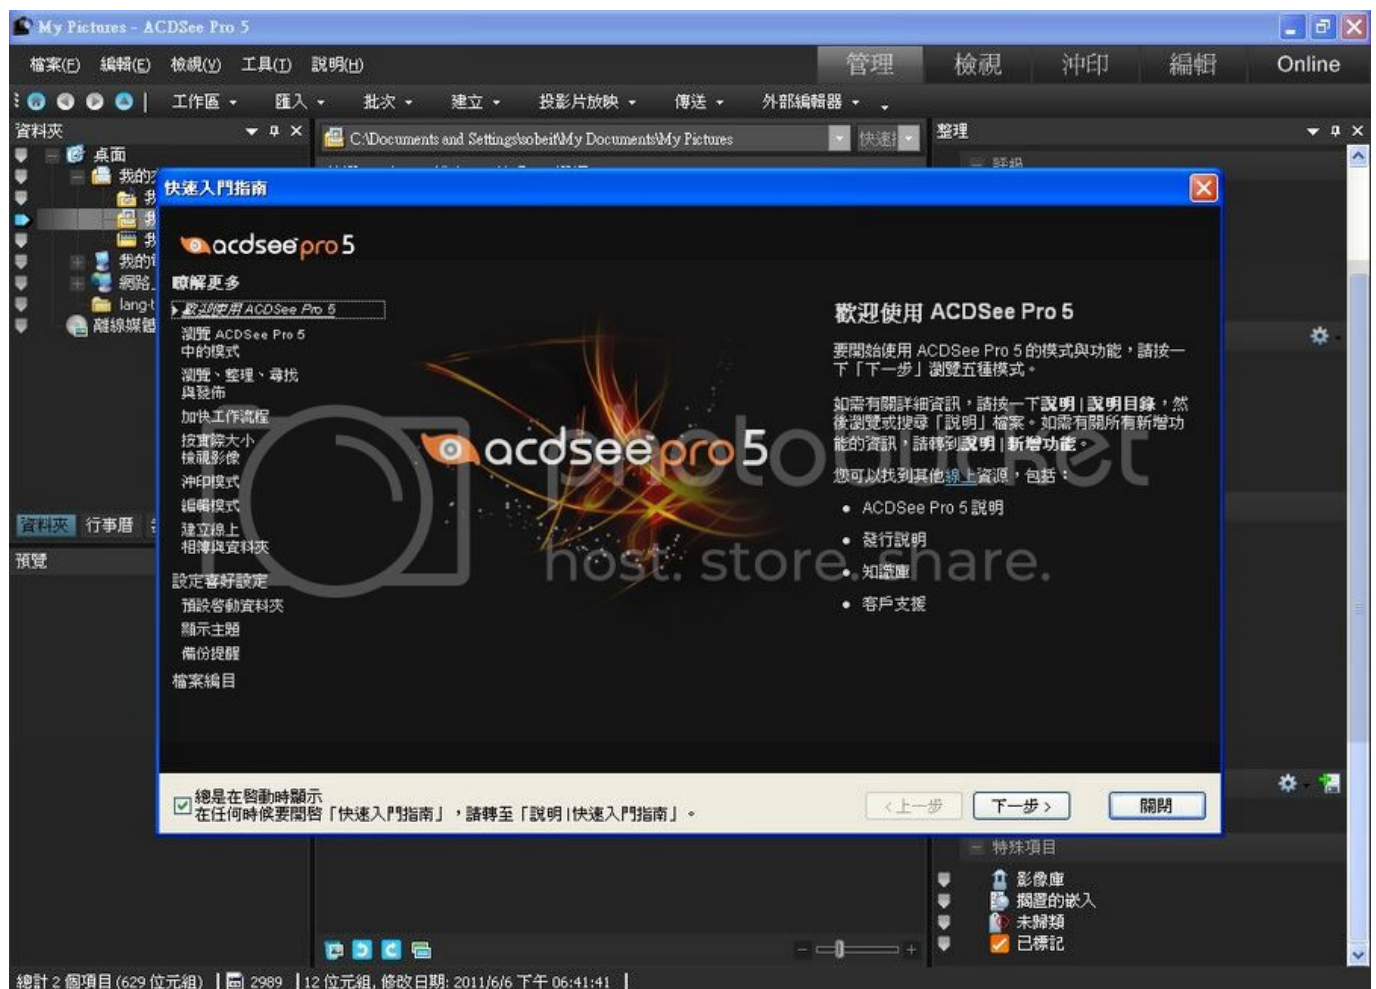 My Pictures - ACDSee Pro 5
檔案(F) 編輯(E) 檢視(V) 工具(T) 說明(H)
管理 檢視 沖印 編輯 Online
工作區 匯入 批次 建立 投影片放映 傳送 外部編輯器
資料夾
C:\Documents and Settings\sobeit\My Documents\My Pictures
整理
桌面
我的
我
我
我
我的
網路
lang-t
離線媒體
快速入門指南
acdsee pro 5
瞭解更多
歡迎使用 ACDSee Pro 5
瀏覽 ACDSee Pro 5
中的模式
瀏覽、整理、尋找
與發佈
加快工作流程
按實際大小
檢視影像
沖印模式
編輯模式
建立線上
相簿與資料夾
設定喜好設定
預設啓動資料夾
顯示主題
備份提醒
檔案編目
acdsee pro 5
歡迎使用 ACDSee Pro 5
要開始使用 ACDSee Pro 5 的模式與功能，請按一
下「下一步」瀏覽五種模式。
如需有關詳細資訊，請按一下說明 | 說明目錄，然
後瀏覽或搜尋「說明」檔案。如需有關所有新增功
能的資訊，請轉到說明 | 新增功能。
您可以找到其他線上資源，包括：
• ACDSee Pro 5 說明
• 發行說明
• 知識庫
• 客戶支援
photobucket
host. store. share.
資料夾 行事曆
預覽
總是在啓動時顯示
在任何時候要開啓「快速入門指南」，請轉至「說明 | 快速入門指南」。
<上一步 下一步> 關閉
特殊項目
影像庫
擱置的嵌入
未歸類
已標記
總計 2 個項目 (629 位元組) | 2989 | 12 位元組, 修改日期: 2011/6/6 下午 06:41:41